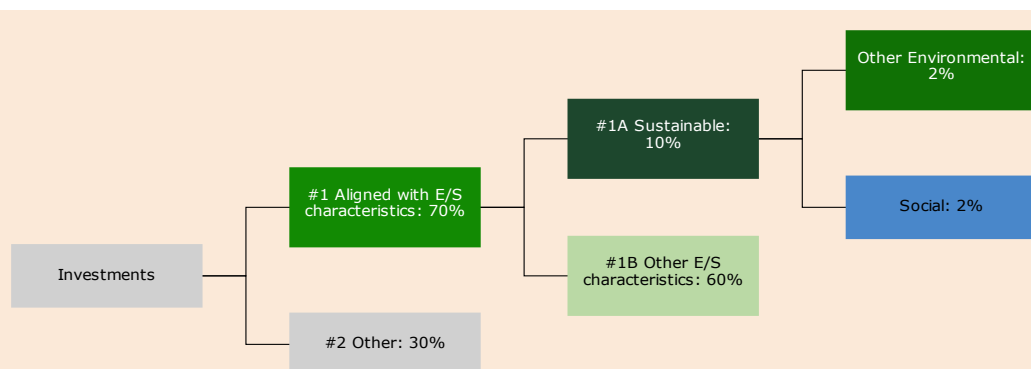 Other Environmental:
2%
#1A Sustainable:
10%
#1 Aligned with E/S
characteristics: 70%
Social: 2%
Investments
#1B Other E/S
characteristics: 60%
#2 Other: 30%